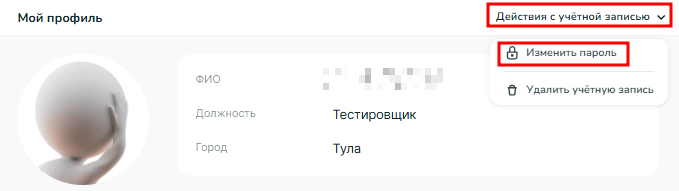 Мой профиль
Действия с учётной записью
Изменить пароль
Удалить учётную запись
ФИО
Должность Тестировщик
Город Тула